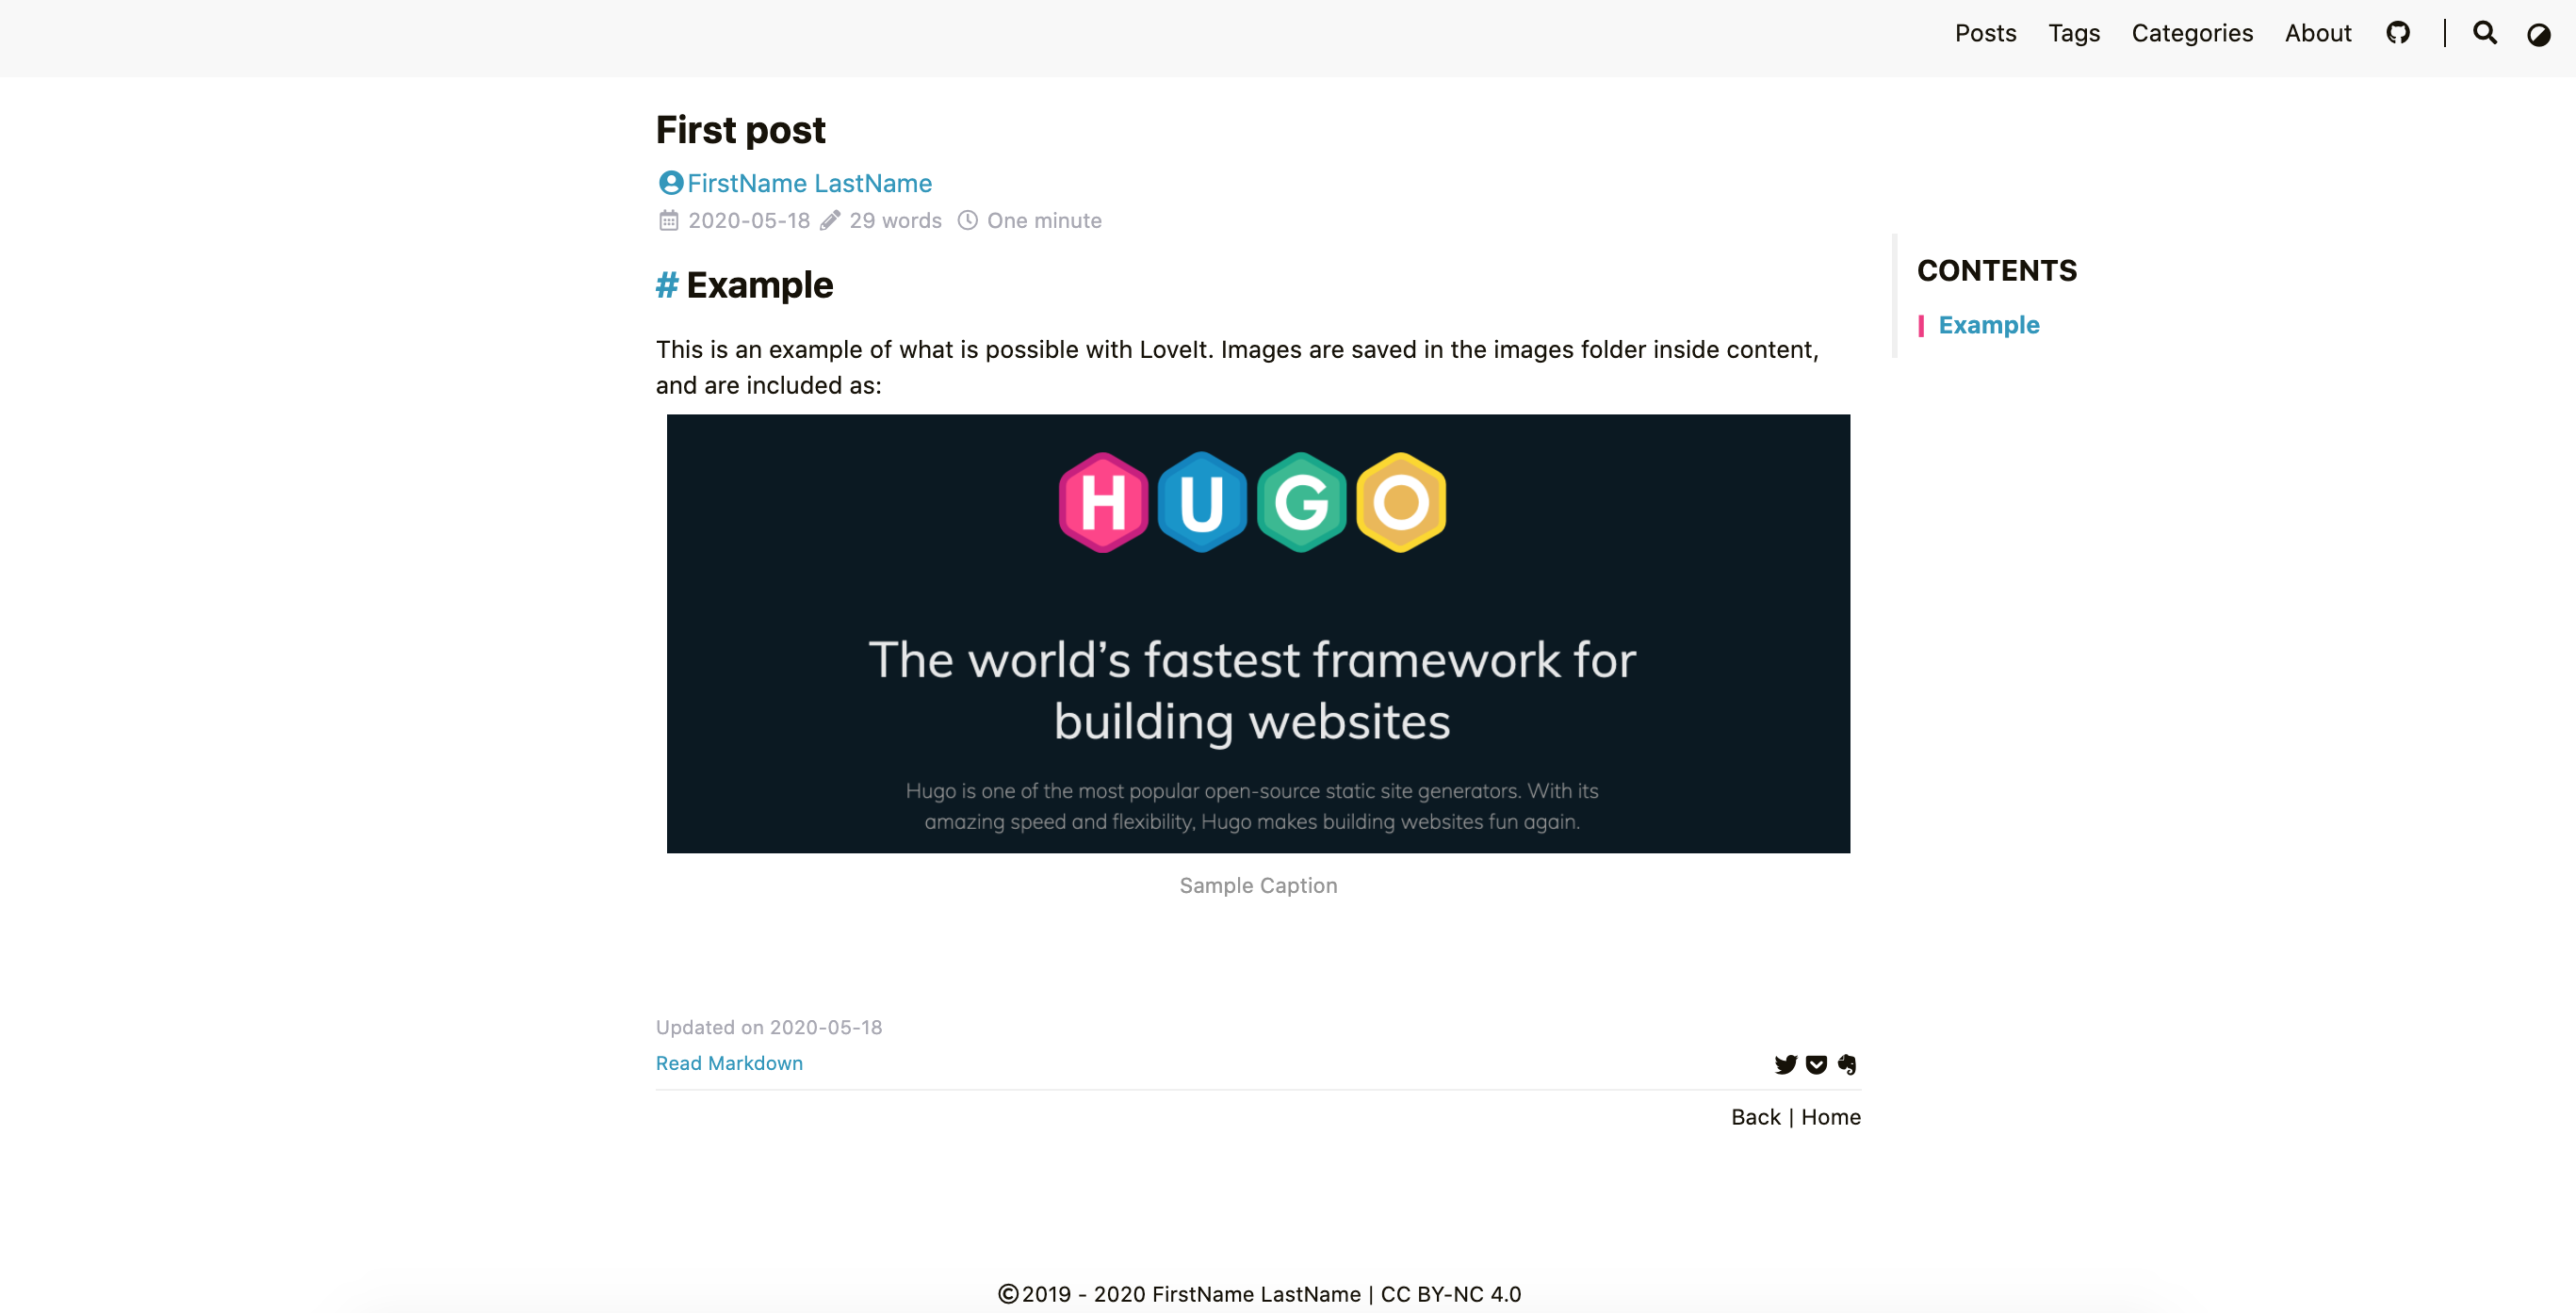 Posts Tags Categories About |
First post
FirstName LastName
2020-05-18 29 words One minute
# Example
This is an example of what is possible with LoveIt. Images are saved in the images folder inside content,
and are included as:
HUGO
The world’s fastest framework for
building websites
Hugo is one of the most popular open-source static site generators. With its
amazing speed and flexibility, Hugo makes building websites fun again.
Sample Caption
CONTENTS
Example
Updated on 2020-05-18
Read Markdown
Back | Home
©2019 - 2020 FirstName LastName | CC BY-NC 4.0